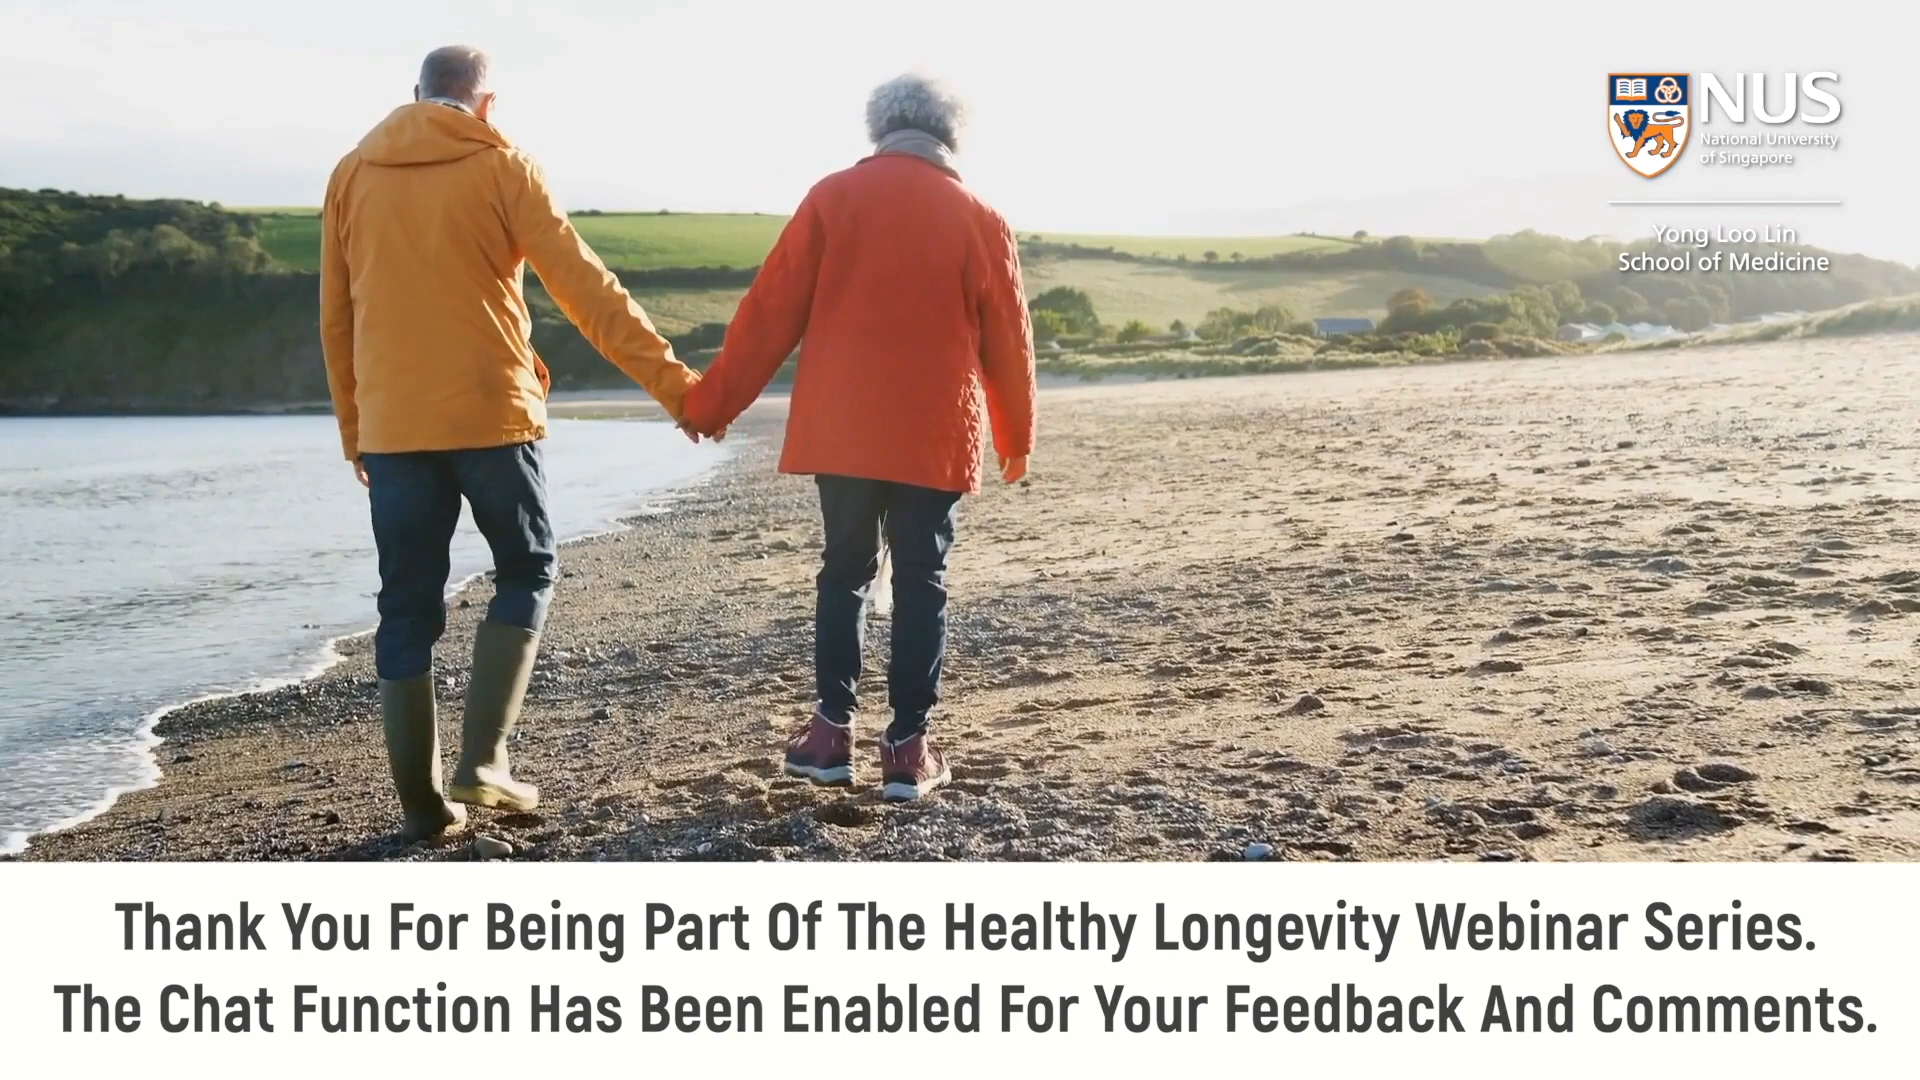 NUS
National University
of Singapore
Yong Loo Lin
School of Medicine
Thank You For Being Part Of The Healthy Longevity Webinar Series.
The Chat Function Has Been Enabled For Your Feedback And Comments.